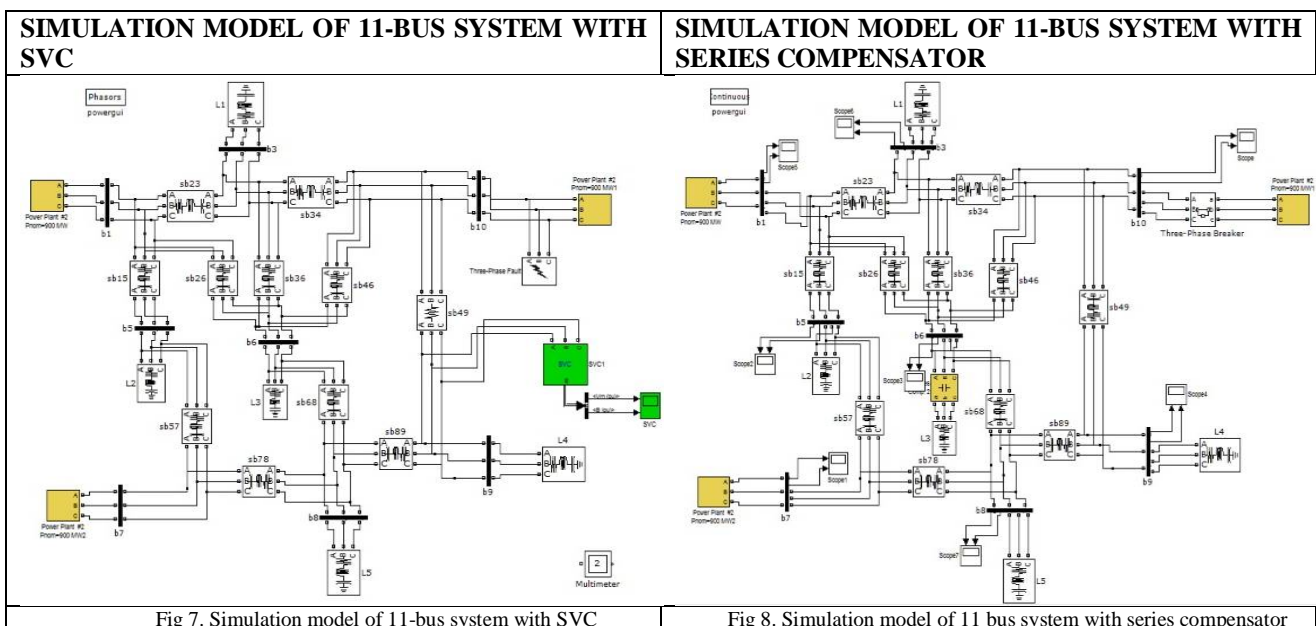 SIMULATION MODEL OF 11-BUS SYSTEM WITH
SVC
Phasors
powergui
L1
b3
sb23
sb34
Power Plant #2
Pnom=900 MW
b1
b10
Power Plant #2
Pnom=900 MW1
Three-Phase Fault
sb15
sb26
sb36
sb46
sb49
b5
b6
L2
L3
SVC
SVC1
SVC
sb57
sb68
sb89
L4
sb78
b9
Power Plant #2
Pnom=900 MW2
b7
b8
L5
2
Multimeter
Fig 7. Simulation model of 11-bus system with SVC
SIMULATION MODEL OF 11-BUS SYSTEM WITH
SERIES COMPENSATOR
Continuous
powergui
L1
Scope6
b3
Scope5
Scope
sb23
sb34
Power Plant #2
Pnom=900 MW
b1
b10
Three-Phase Breaker
Power Plant #2
Pnom=900 MW1
sb15
sb26
sb36
sb46
sb49
b5
b6
Scope2
L2
Scope3
L3
sb57
sb68
Scope4
sb89
L4
Scope1
sb78
b9
Power Plant #2
Pnom=900 MW2
b7
b8
Scope7
L5
Fig 8. Simulation model of 11 bus system with series compensator